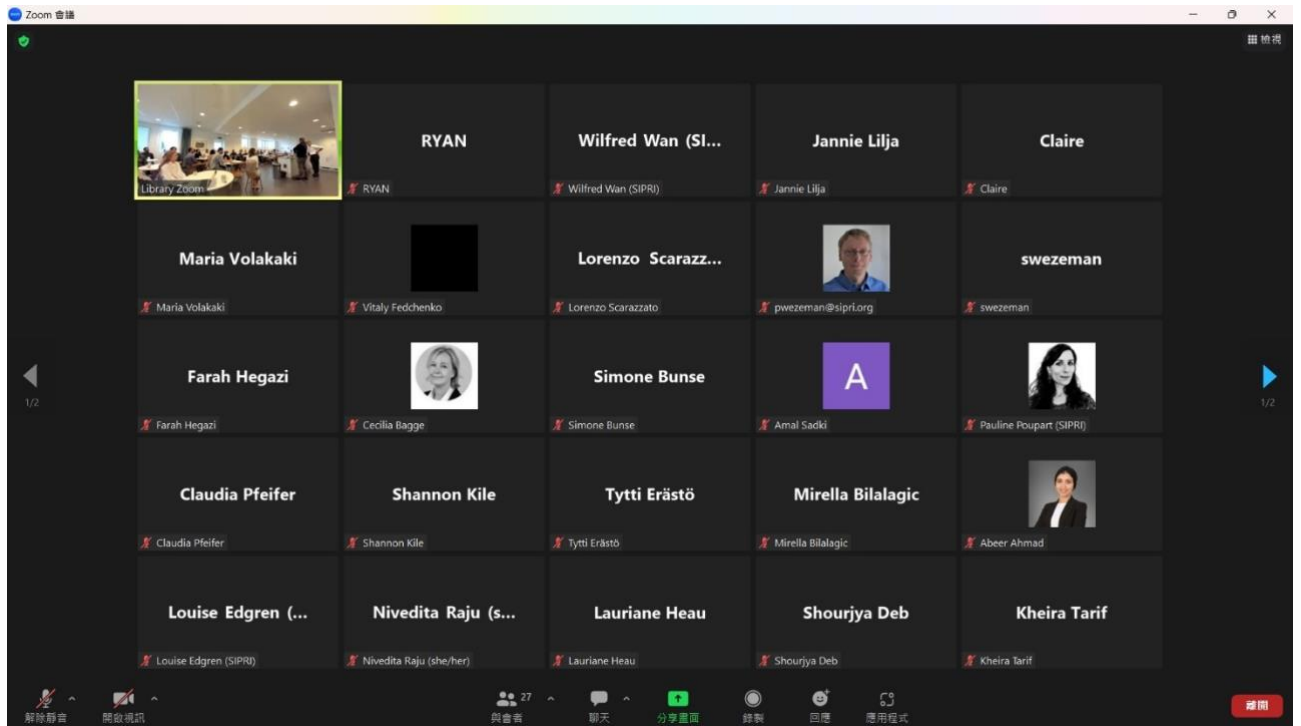 Zoom 會議
檢視
Library Zoom
RYAN
RYAN
Wilfred Wan (SI...
Wilfred Wan (SIPRI)
Jannie Lilja
Jannie Lilja
Claire
Claire
Maria Volakaki
Maria Volakaki
Vitaly Fedchenko
Lorenzo Scarazz...
Lorenzo Scarazzato
pwezeman@sipri.org
swezeman
swezeman
Farah Hegazi
Farah Hegazi
Cecilia Bagge
Simone Bunse
Simone Bunse
A
Amal Sadki
Pauline Poupart (SIPRI)
1/2
1/2
Claudia Pfeifer
Claudia Pfeifer
Shannon Kile
Shannon Kile
Tytti Erästö
Tytti Erästö
Mirella Bilalagic
Mirella Bilalagic
Abeer Ahmad
Louise Edgren (...
Louise Edgren (SIPRI)
Nivedita Raju (s...
Nivedita Raju (she/her)
Lauriane Heau
Lauriane Heau
Shourjya Deb
Shourjya Deb
Kheira Tarif
Kheira Tarif
解除靜音
開啟視訊
27
與會者
聊天
分享畫面
錄製
回應
應用程式
離開